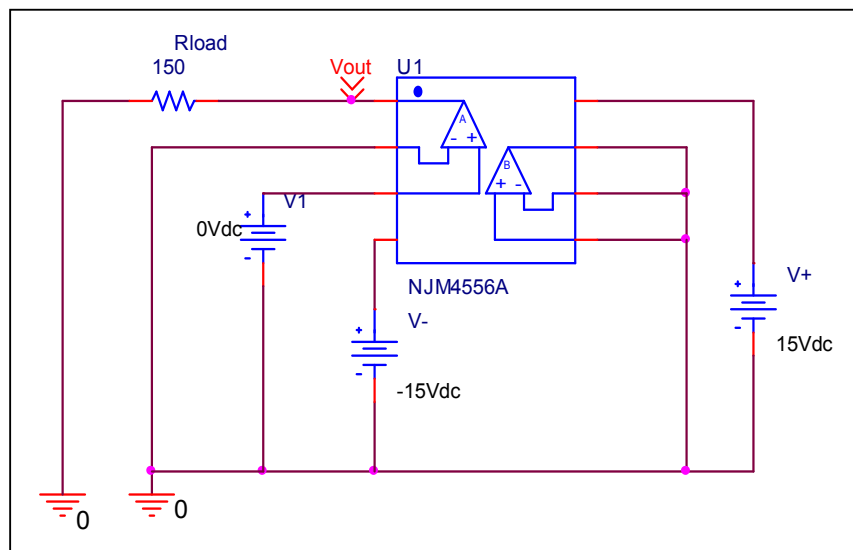 Rload
150
Vout
U1
A
- +
B
+ -
V1
+
0Vdc
-
NJM4556A
V-
+
-
-15Vdc
V+
+
-
15Vdc
0
0